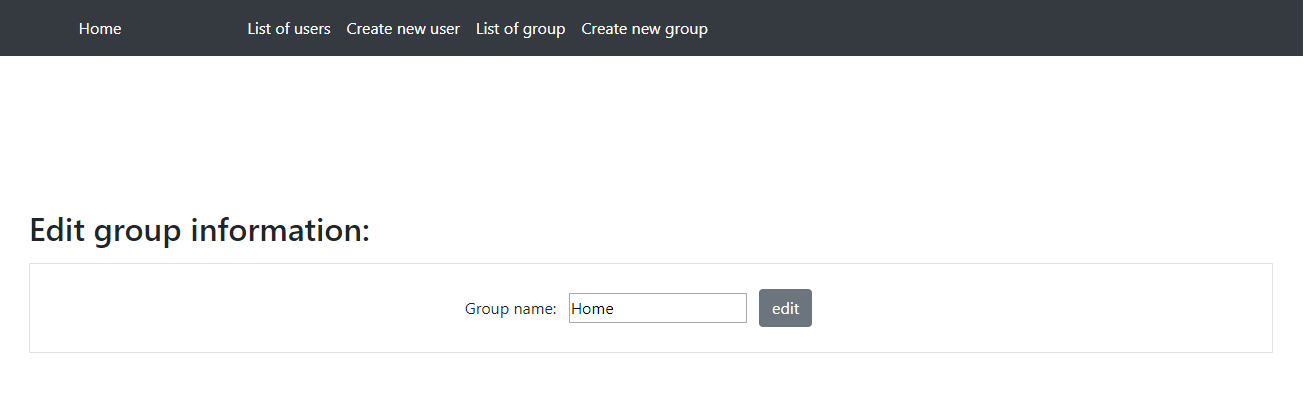 Home List of users Create new user List of group Create new group
Edit group information:
Group name: Home edit